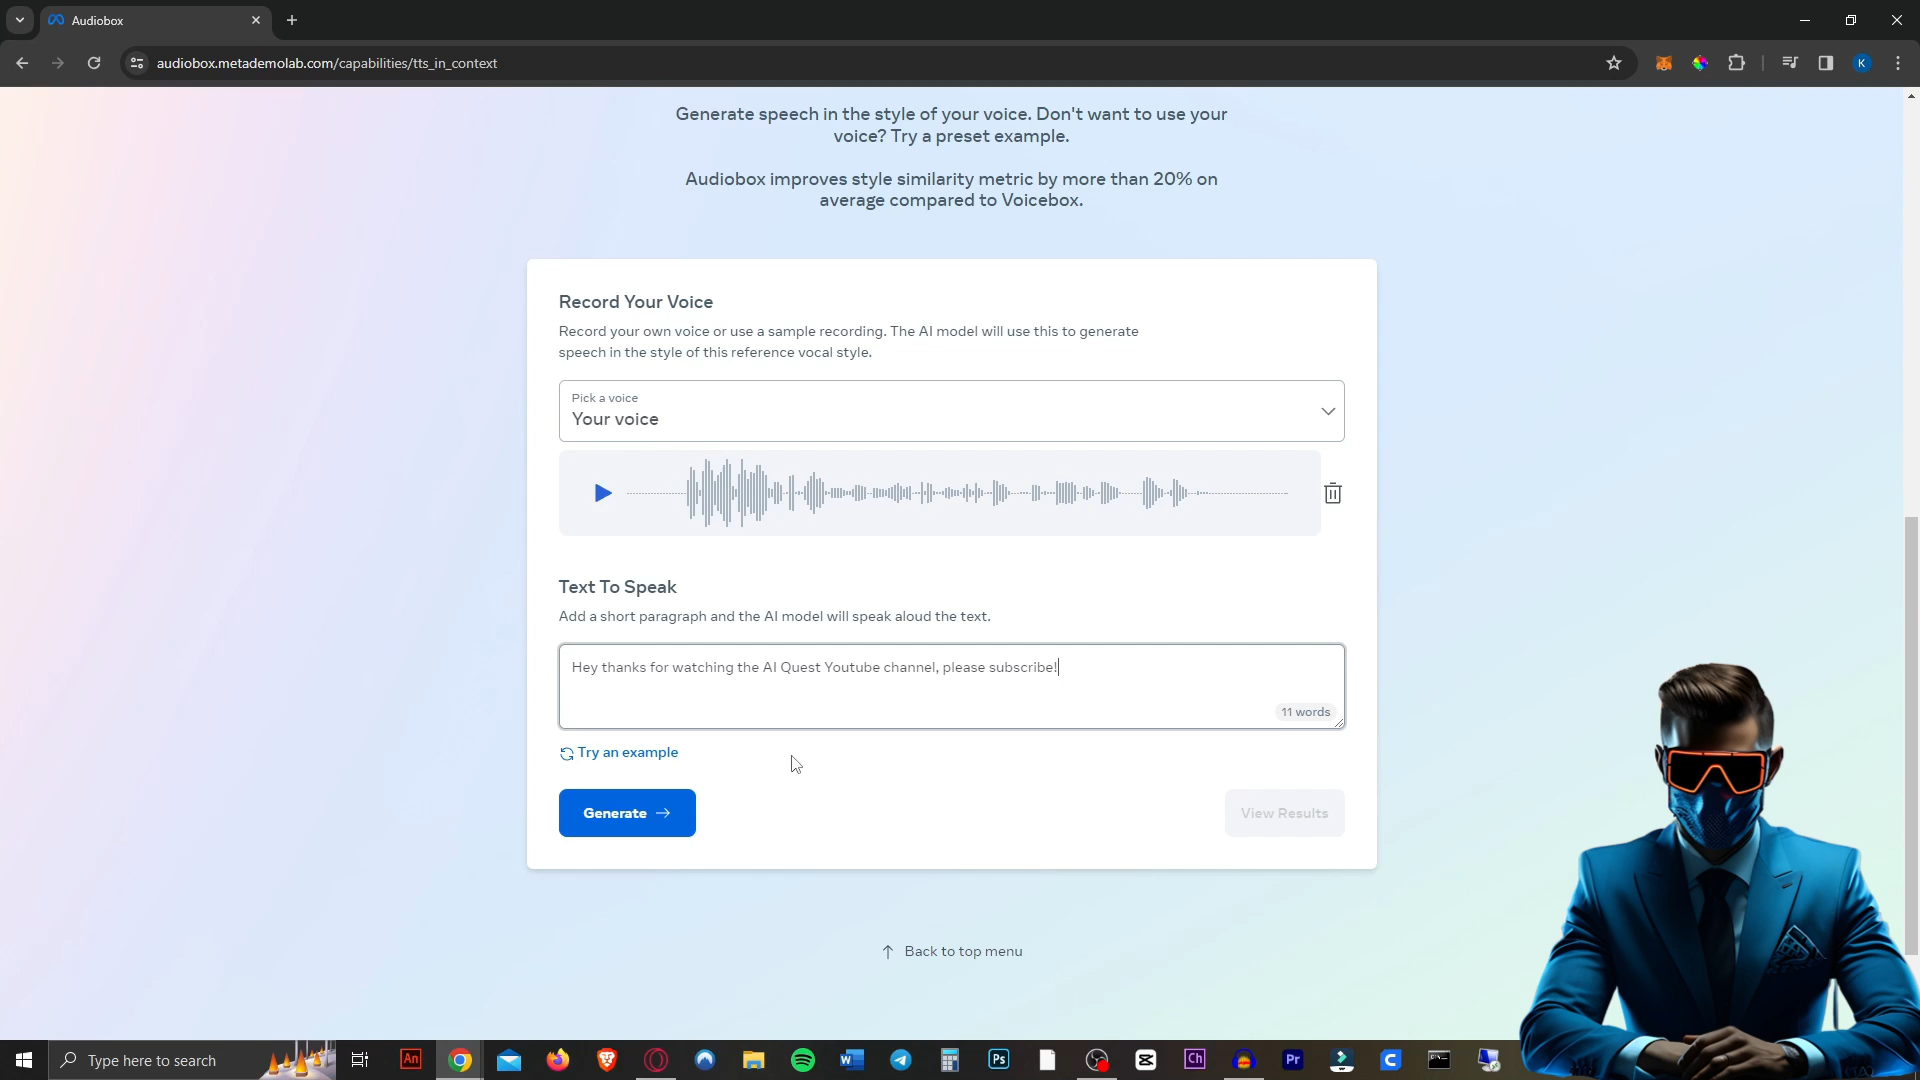 Audiobox
audiobox.metademolab.com/capabilities/tts_in_context
K
Generate speech in the style of your voice. Don't want to use your
voice? Try a preset example.
Audiobox improves style similarity metric by more than 20% on
average compared to Voicebox.
Record Your Voice
Record your own voice or use a sample recording. The AI model will use this to generate
speech in the style of this reference vocal style.
Pick a voice
Your voice
Text To Speak
Add a short paragraph and the AI model will speak aloud the text.
Hey thanks for watching the AI Quest Youtube channel, please subscribe!
11 words
Try an example
Generate
View Results
Back to top menu
Type here to search
An
Ps
Ch
Pr